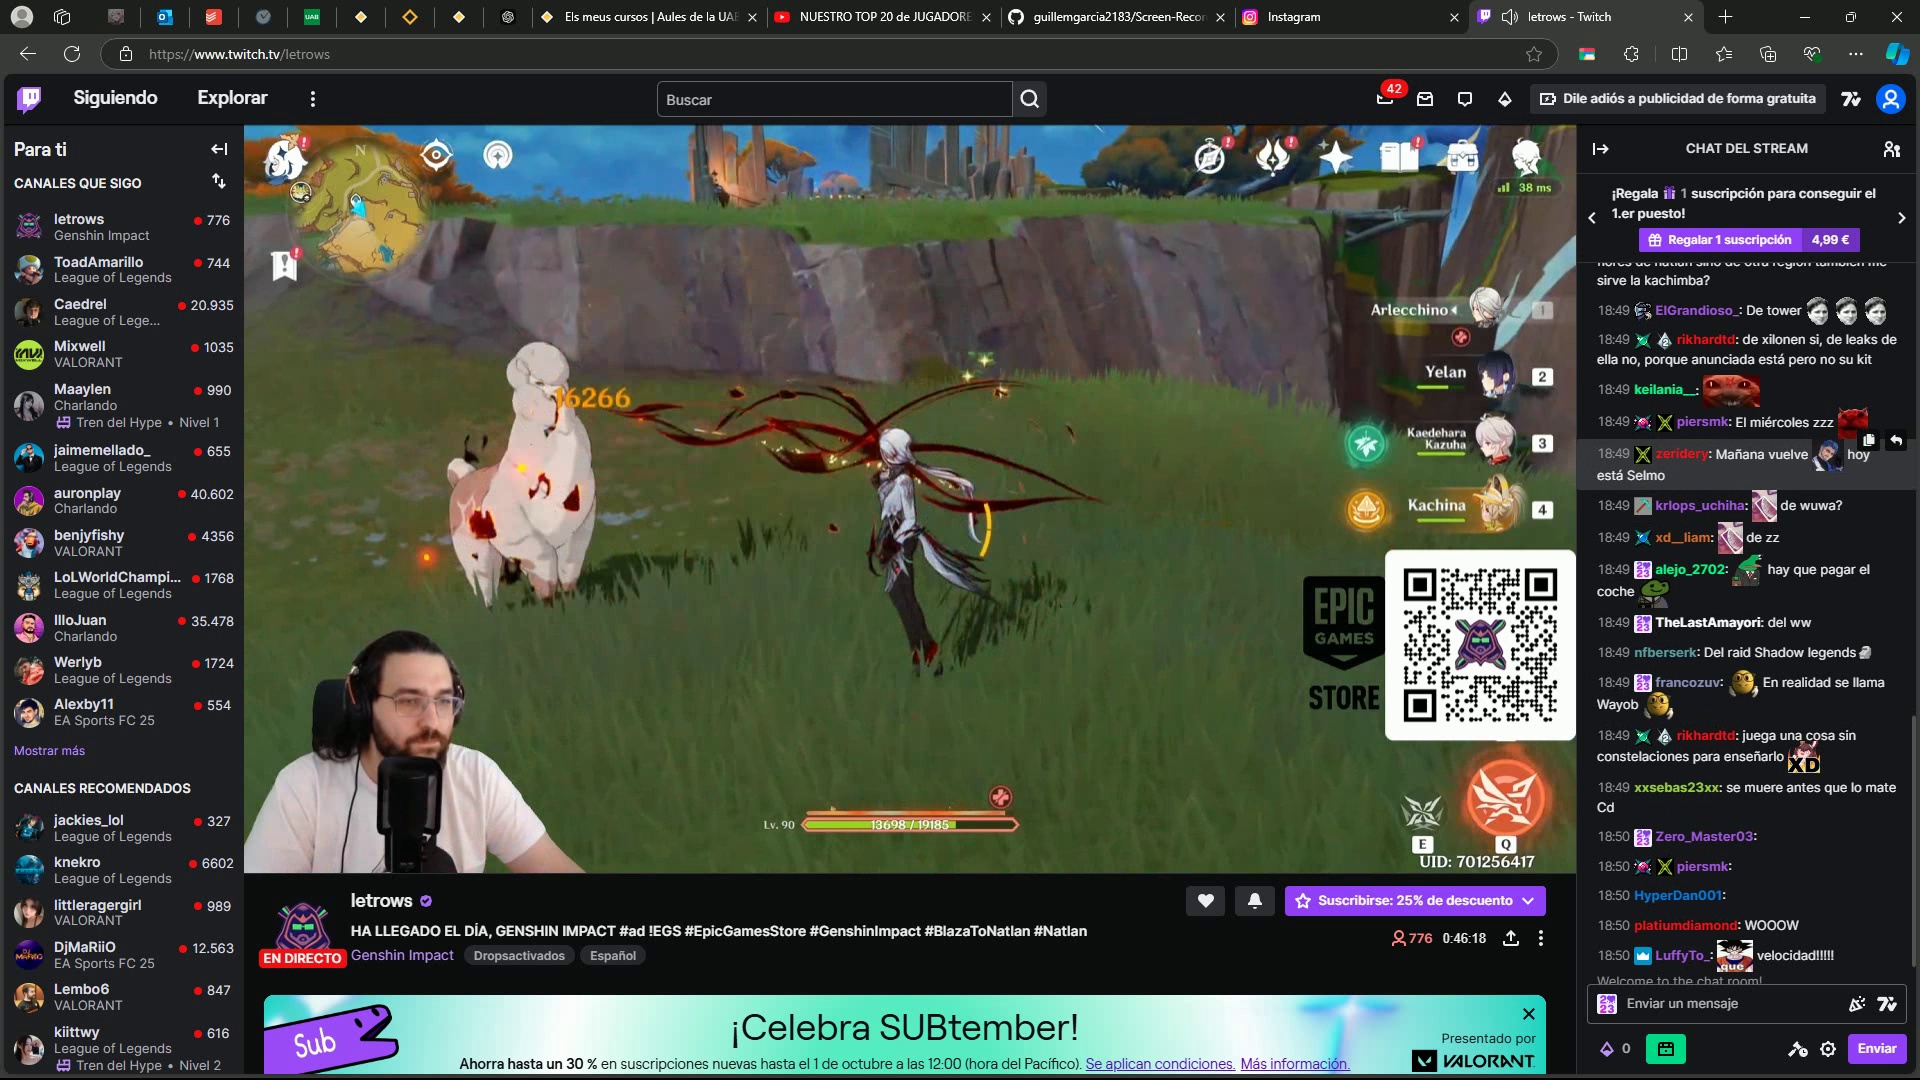 Els meus cursos | Aules de la UAB
NUESTRO TOP 20 de JUGADORE
guillemgarcia2183/Screen-Recor
Instagram
letrows - Twitch
https://www.twitch.tv/letrows
Siguiendo
Explorar
Buscar
42
Dile adiós a publicidad de forma gratuita
Para ti
CANALES QUE SIGO
letrows
776
Genshin Impact
ToadAmarillo
744
League of Legends
Caedrel
20.935
League of Lege...
Mixwell
1035
VALORANT
Maaylen
990
Charlando
Tren del Hype • Nivel 1
jaimemellado_
655
League of Legends
auronplay
40.602
Charlando
benjyfishy
4356
VALORANT
LoLWorldChampi...
1768
League of Legends
IlloJuan
35.478
Charlando
Werlyb
1724
League of Legends
Alexby11
554
EA Sports FC 25
Mostrar más
CANALES RECOMENDADOS
jackies_lol
327
League of Legends
knekro
6602
League of Legends
littleragergirl
989
VALORANT
DjMaRiiO
12.563
EA Sports FC 25
Lembo6
847
VALORANT
kiittwy
616
League of Legends
Tren del Hype • Nivel 2
N
38 ms
Arlecchino
1
Yelan
2
Kaedehara
Kazuha
3
Kachina
4
16266
EPIC
GAMES
STORE
Lv. 90
13698 / 19185
E
Q
UID: 701256417
letrows
HA LLEGADO EL DÍA, GENSHIN IMPACT #ad !EGS #EpicGamesStore #GenshinImpact #BlazaToNatlan #Natlan
EN DIRECTO
Genshin Impact
Dropsactivados
Español
Suscribirse: 25% de descuento
776
0:46:18
Sub
¡Celebra SUBtember!
Ahorra hasta un 30 % en suscripciones nuevas hasta el 1 de octubre a las 12:00 (hora del Pacífico). Se aplican condiciones. Más información.
Presentado por
VALORANT
CHAT DEL STREAM
¡Regala 1 suscripción para conseguir el
1.er puesto!
Regalar 1 suscripción 4,99 €
flores de natlan sino de otra región también me
sirve la kachimba?
18:49 ElGrandioso_: De tower
18:49 rikhardtd: de xilonen si, de leaks de
ella no, porque anunciada está pero no su kit
18:49 keilania__:
18:49 piersmk: El miércoles zzz
18:49 zeridery: Mañana vuelve hoy
está Selmo
18:49 krlops_uchiha: de wuwa?
18:49 xd__liam: de zz
18:49 alejo_2702: hay que pagar el
coche
18:49 TheLastAmayori: del ww
18:49 nfberserk: Del raid Shadow legends
18:49 francozuv: En realidad se llama
Wayob
18:49 rikhardtd: juega una cosa sin
constelaciones para enseñarlo
XD
18:49 xxsebas23xx: se muere antes que lo mate
Cd
18:50 Zero_Master03:
18:50 piersmk:
18:50 HyperDan001:
18:50 platiumdiamond: WOOOW
18:50 LuffyTo_: velocidad!!!!!
que
Welcome to the chat room!
Enviar un mensaje
0
Enviar